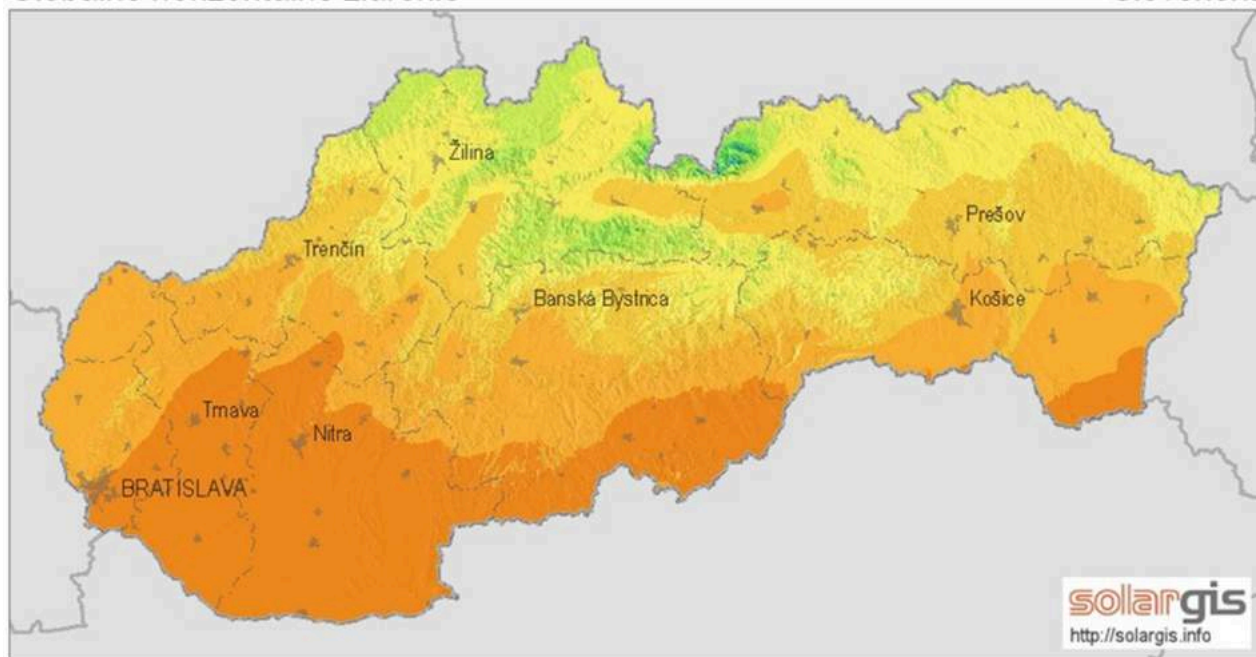 Žilina
Prešov
Trenčín
Banská Bystrica
Košice
Trnava
Nitra
BRATISLAVA
solargis
http://solargis.info